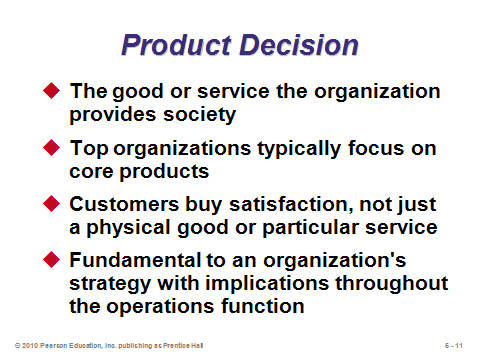 Product Decision
The good or service the organization
provides society
Top organizations typically focus on
core products
Customers buy satisfaction, not just
a physical good or particular service
Fundamental to an organization's
strategy with implications throughout
the operations function
© 2010 Pearson Education, Inc. publishing as Prentice Hall
5 - 11